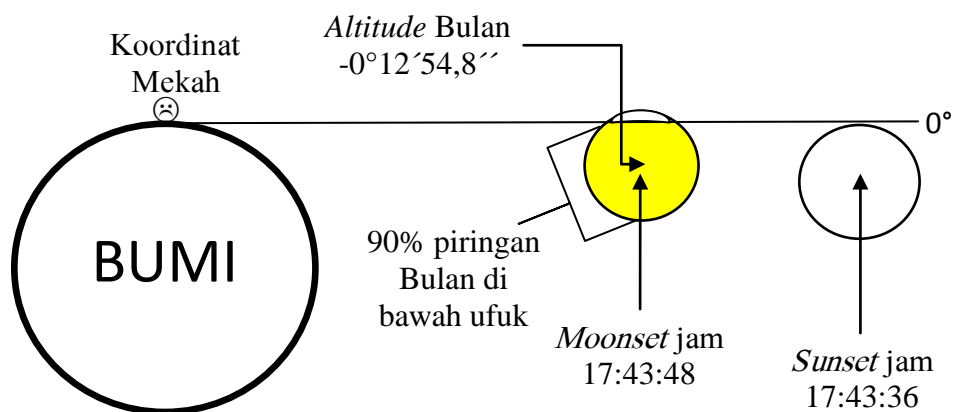 Altitude Bulan
-0°12´54,8´´
Koordinat
Mekah
0°
BUMI
90% piringan
Bulan di
bawah ufuk
Moonset jam
17:43:48
Sunset jam
17:43:36